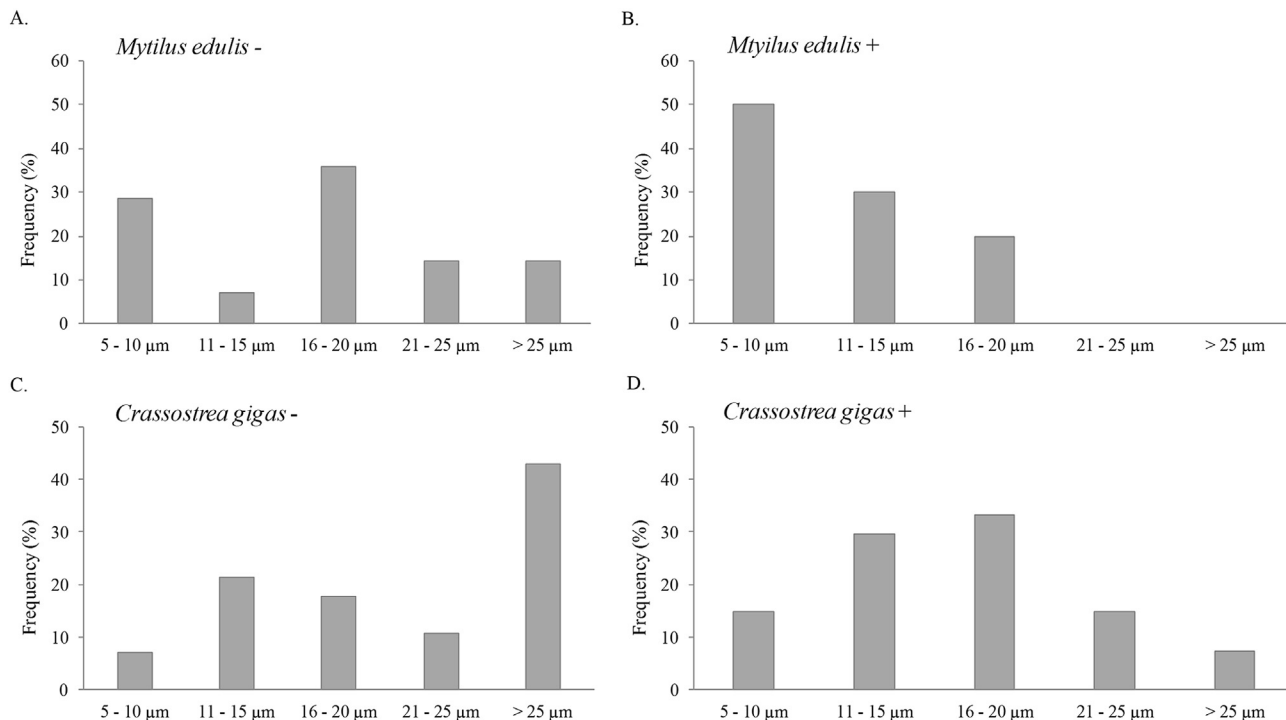 A.
Mytilus edulis -
60
50
40
30
20
10
0
Frequency (%)
5 - 10 µm 11 - 15 µm 16 - 20 µm 21 - 25 µm > 25 µm
B.
Mtyilus edulis +
60
50
40
30
20
10
0
Frequency (%)
5 - 10 µm 11 - 15 µm 16 - 20 µm 21 - 25 µm > 25 µm
C.
Crassostrea gigas -
50
40
30
20
10
0
Frequency (%)
5 - 10 µm 11 - 15 µm 16 - 20 µm 21 - 25 µm > 25 µm
D.
Crassostrea gigas +
50
40
30
20
10
0
Frequency (%)
5 - 10 µm 11 - 15 µm 16 - 20 µm 21 - 25 µm > 25 µm